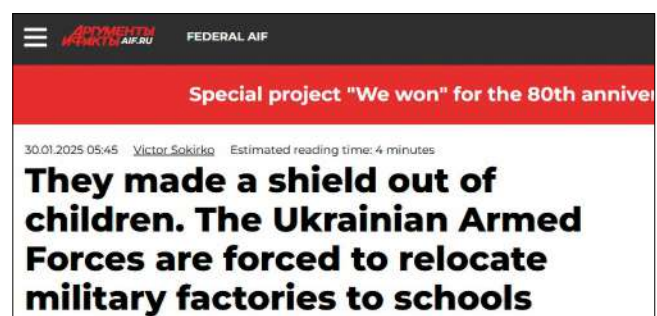 АРГУМЕНТЫ
И ФАКТЫ AIF.RU
FEDERAL AIF
Special project "We won" for the 80th anniver
30.01.2025 05:45 Victor Sokirko Estimated reading time: 4 minutes
They made a shield out of
children. The Ukrainian Armed
Forces are forced to relocate
military factories to schools